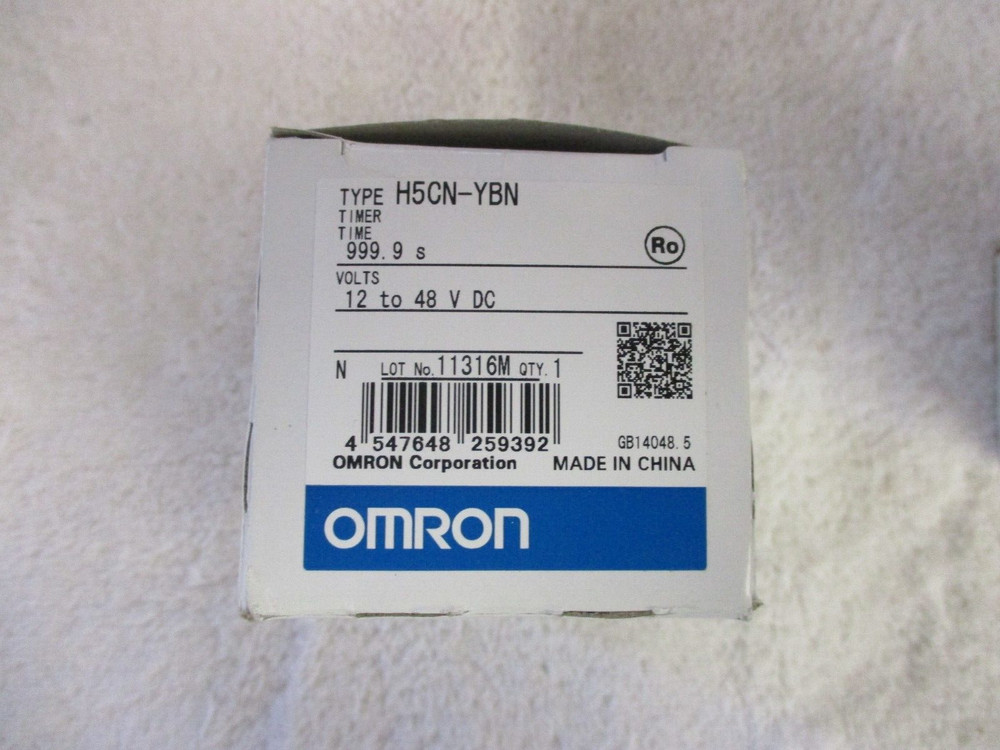 TYPE H5CN-YBN
TIMER
TIME
999.9 s
Ro
VOLTS
12 to 48 V DC
N LOT No. 11316M QTY. 1
4 547648 259392
GB14048.5
OMRON Corporation MADE IN CHINA
OMRON